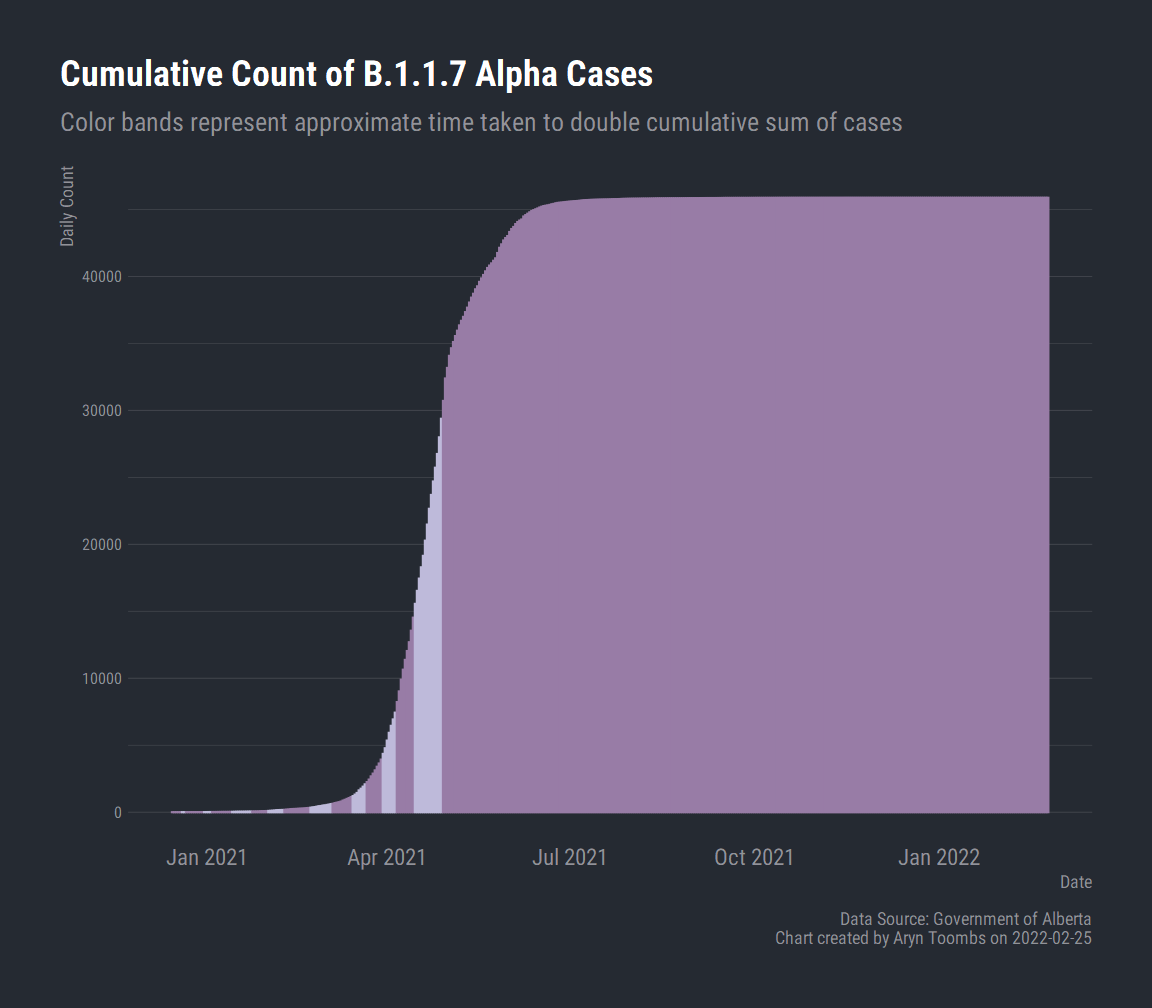 Cumulative Count of B.1.1.7 Alpha Cases
Color bands represent approximate time taken to double cumulative sum of cases
Daily Count
40000
30000
20000
10000
0
Jan 2021 Apr 2021 Jul 2021 Oct 2021 Jan 2022
Date
Data Source: Government of Alberta
Chart created by Aryn Toombs on 2022-02-25